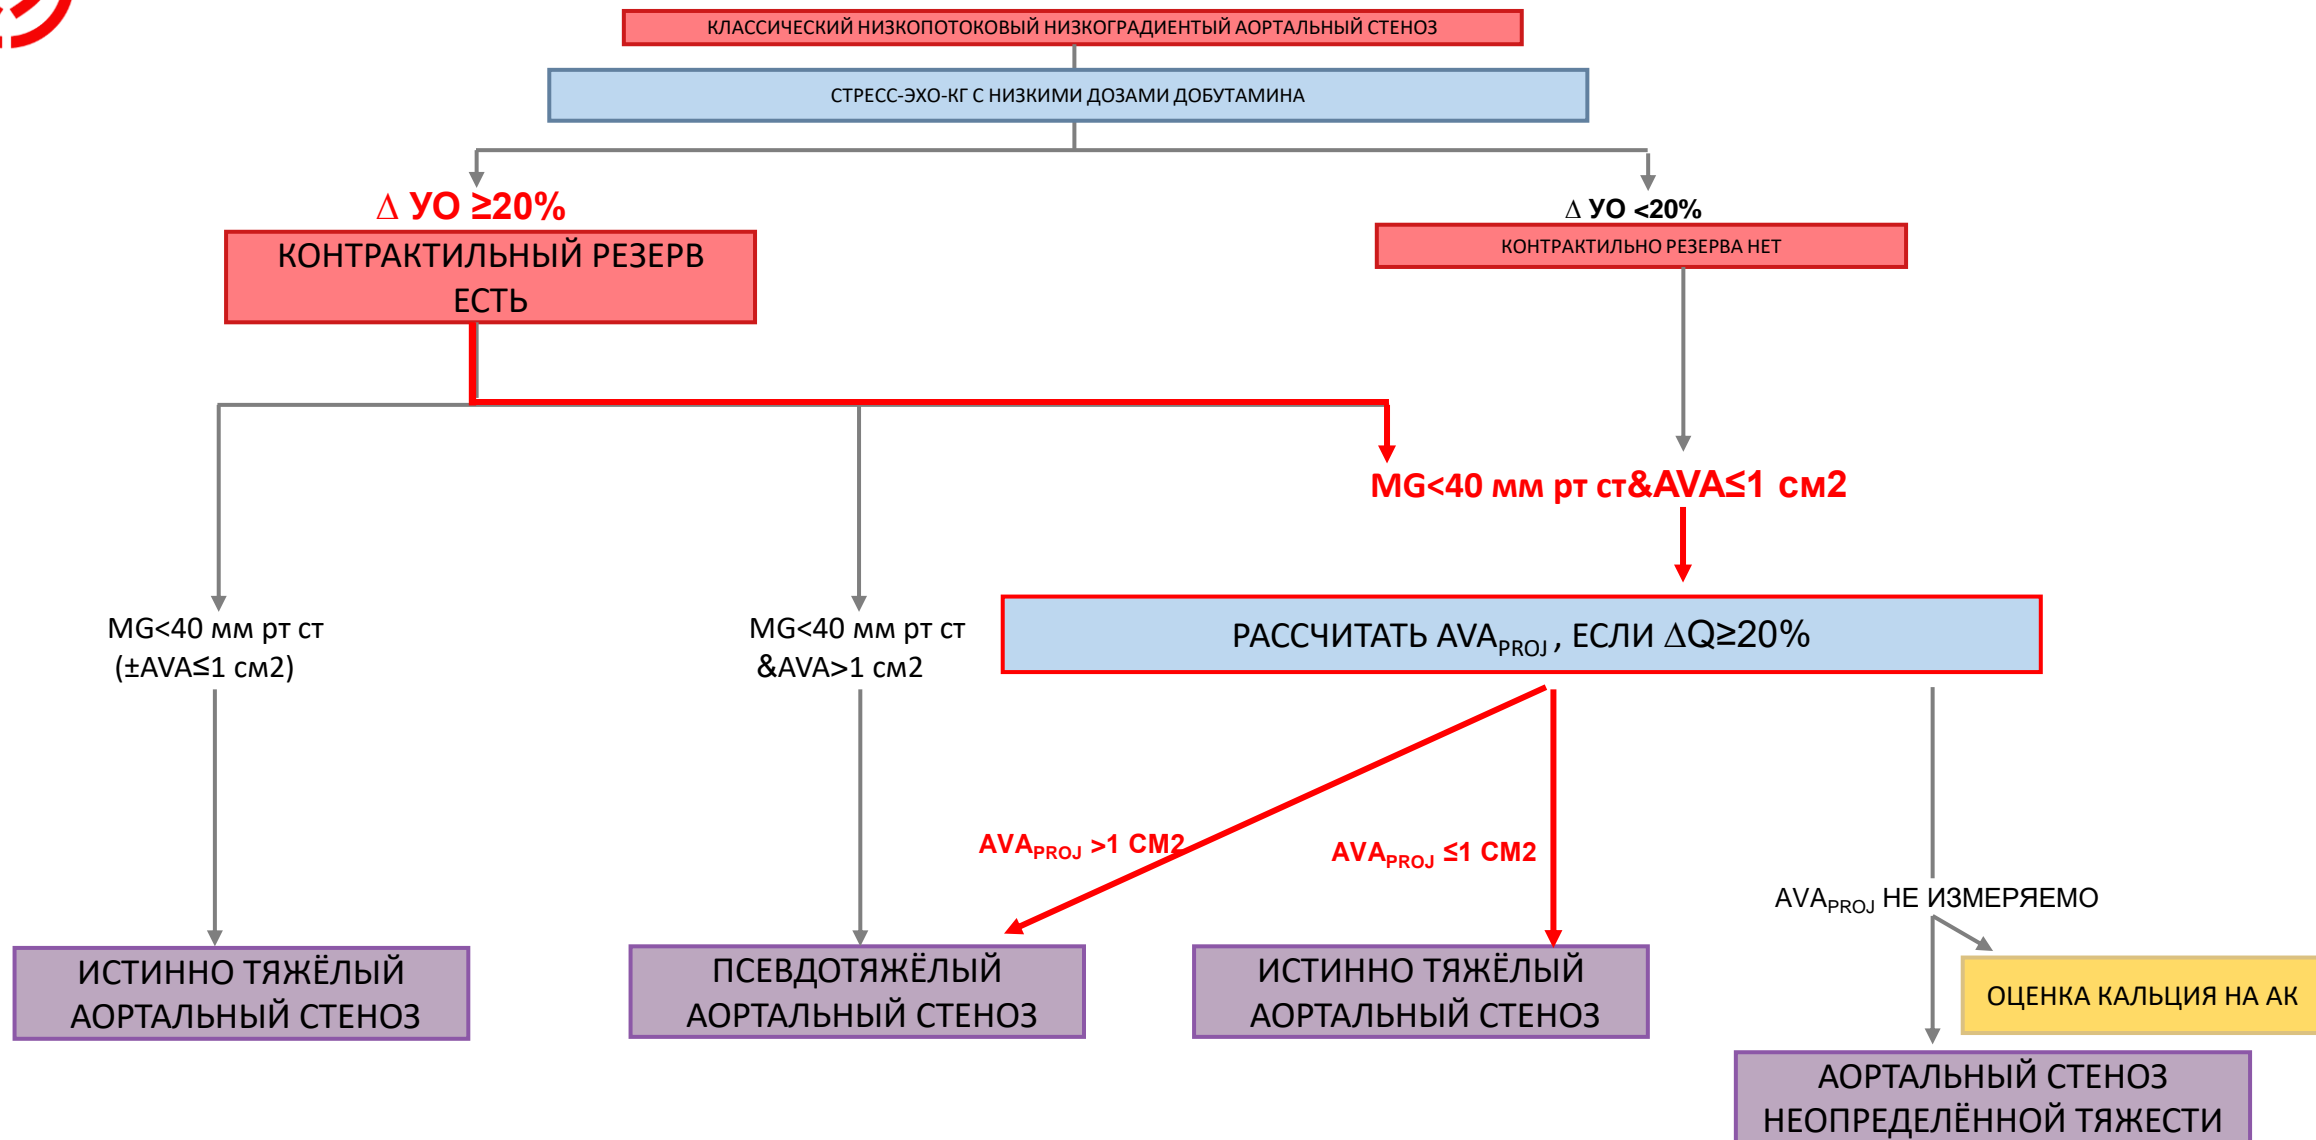 КЛАССИЧЕСКИЙ НИЗКОПОТОКОВЫЙ НИЗКОГРАДИЕНТЫЙ АОРТАЛЬНЫЙ СТЕНОЗ
СТРЕСС-ЭХО-КГ С НИЗКИМИ ДОЗАМИ ДОБУТАМИНА
Δ УО ≥20%
Δ УО <20%
КОНТРАКТИЛЬНЫЙ РЕЗЕРВ
ЕСТЬ
КОНТРАКТИЛЬНО РЕЗЕРВА НЕТ
MG<40 мм рт ст&AVA≤1 см2
MG<40 мм рт ст
(±AVA≤1 см2)
MG<40 мм рт ст
&AVA>1 см2
РАССЧИТАТЬ AVAPROJ , ЕСЛИ ΔQ≥20%
AVAPROJ >1 СМ2
AVAPROJ ≤1 СМ2
AVAPROJ НЕ ИЗМЕРЯЕМО
ИСТИННО ТЯЖЁЛЫЙ
АОРТАЛЬНЫЙ СТЕНОЗ
ПСЕВДОТЯЖЁЛЫЙ
АОРТАЛЬНЫЙ СТЕНОЗ
ИСТИННО ТЯЖЁЛЫЙ
АОРТАЛЬНЫЙ СТЕНОЗ
ОЦЕНКА КАЛЬЦИЯ НА АК
АОРТАЛЬНЫЙ СТЕНОЗ
НЕОПРЕДЕЛЁННОЙ ТЯЖЕСТИ